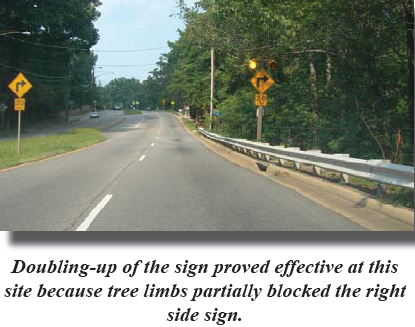 Doubling-up of the sign proved effective at this
site because tree limbs partially blocked the right
side sign.